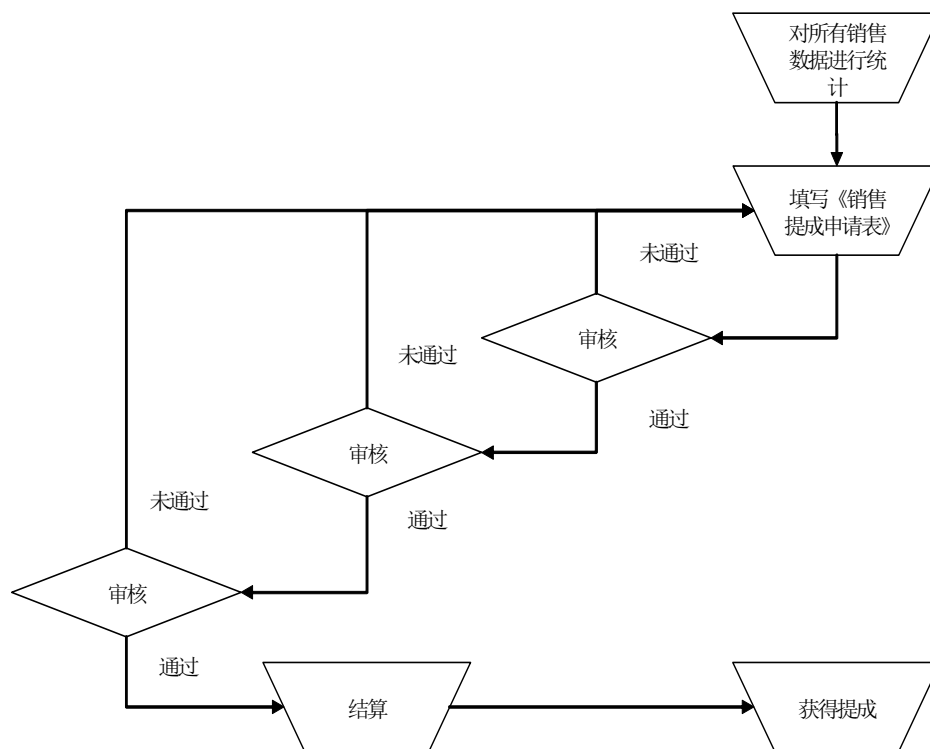 对所有销售
数据进行统
计
填写《销售
提成申请表》
未通过
审核
未通过
通过
审核
未通过
通过
审核
通过
结算
获得提成